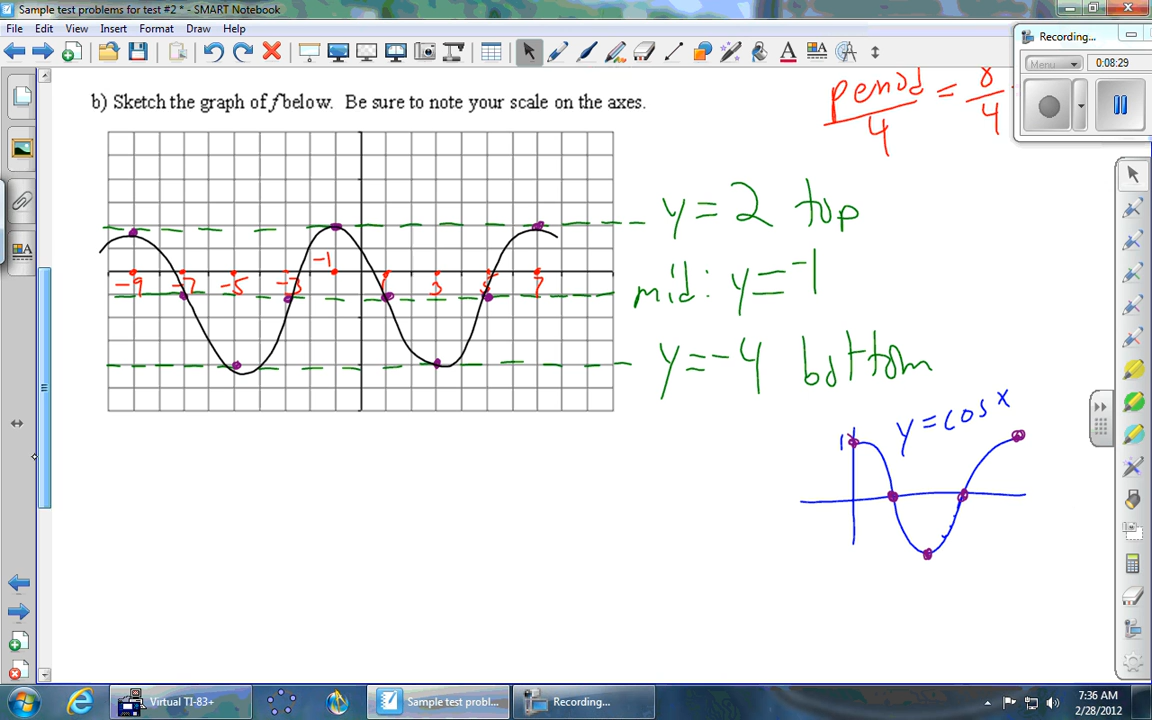 Sample test problems for test #2 * - SMART Notebook
File Edit View Insert Format Draw Help
Recording...
Menu
0:08:29
period/4 = 8/4
b) Sketch the graph of f below. Be sure to note your scale on the axes.
y = 2 top
-1
-9 -7 -5 -3 1 3 5 7
mid: y = -1
y = -4 bottom
y = cos x
1
Virtual TI-83+
Sample test probl...
Recording...
7:36 AM
2/28/2012